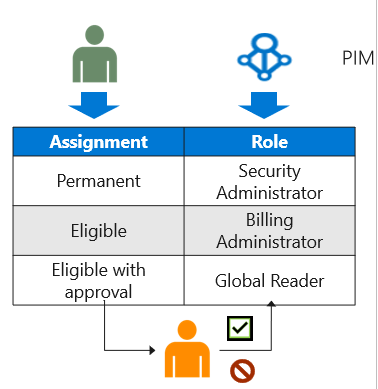 PIM
Assignment Role
Permanent Security
Administrator
Eligible Billing
Administrator
Eligible with
approval Global Reader